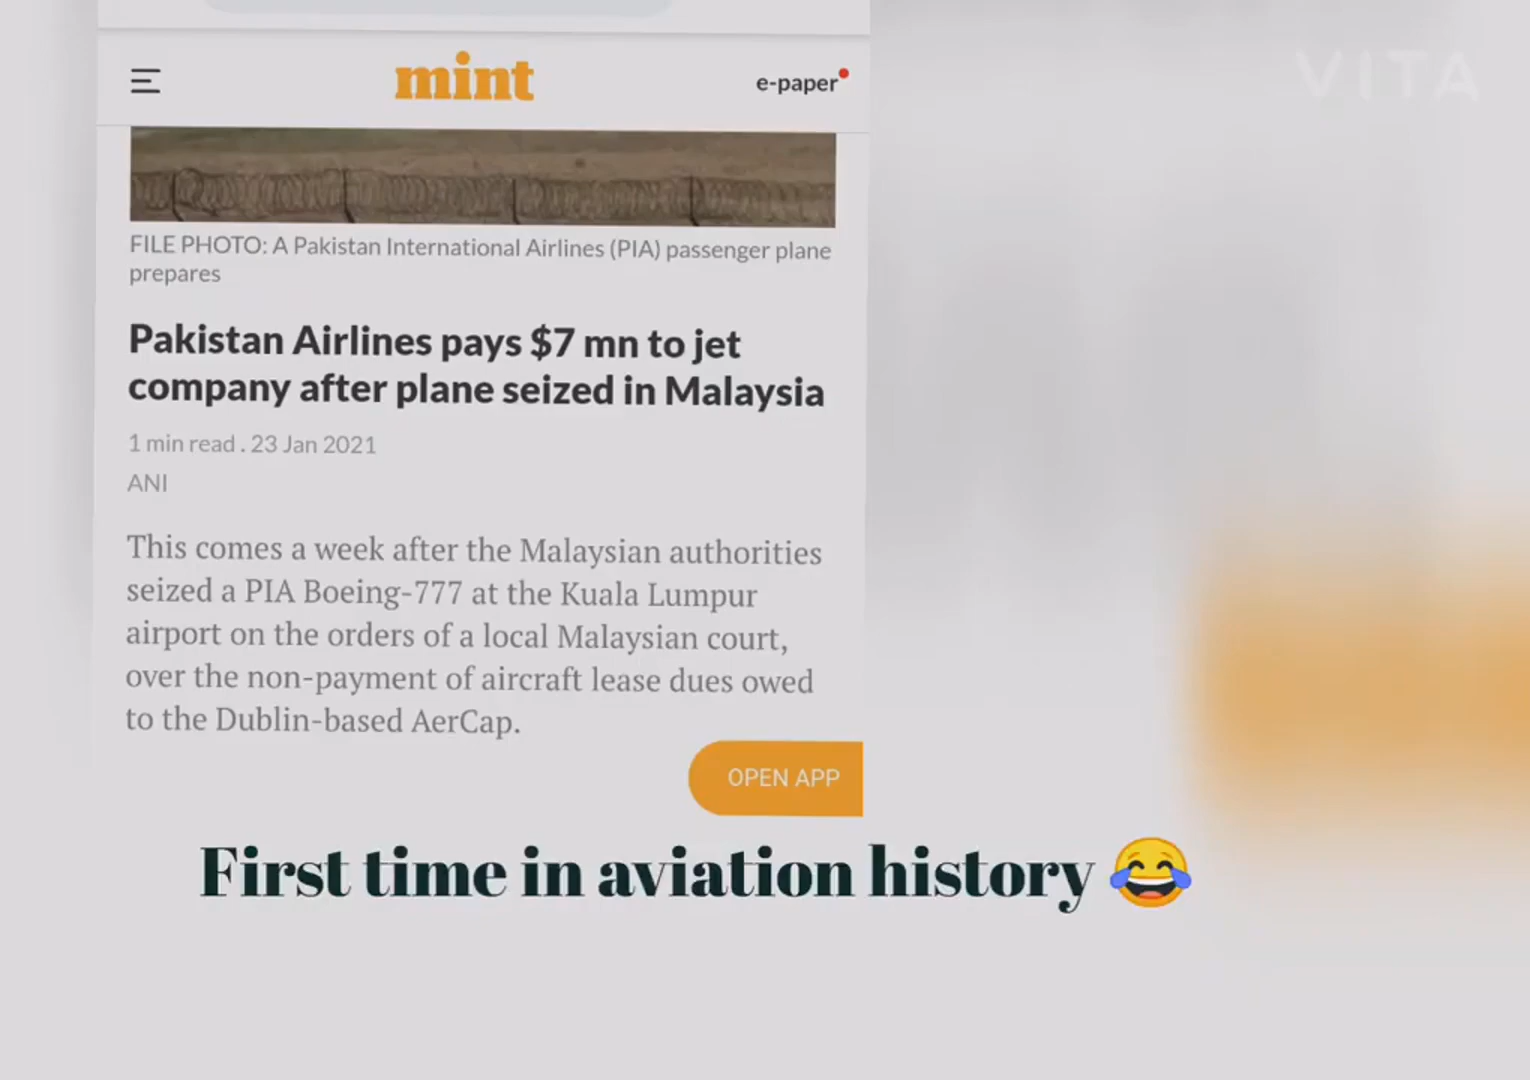 mint
e-paper
VITA
FILE PHOTO: A Pakistan International Airlines (PIA) passenger plane
prepares
Pakistan Airlines pays $7 mn to jet
company after plane seized in Malaysia
1 min read . 23 Jan 2021
ANI
This comes a week after the Malaysian authorities
seized a PIA Boeing-777 at the Kuala Lumpur
airport on the orders of a local Malaysian court,
over the non-payment of aircraft lease dues owed
to the Dublin-based AerCap.
OPEN APP
First time in aviation history 😂